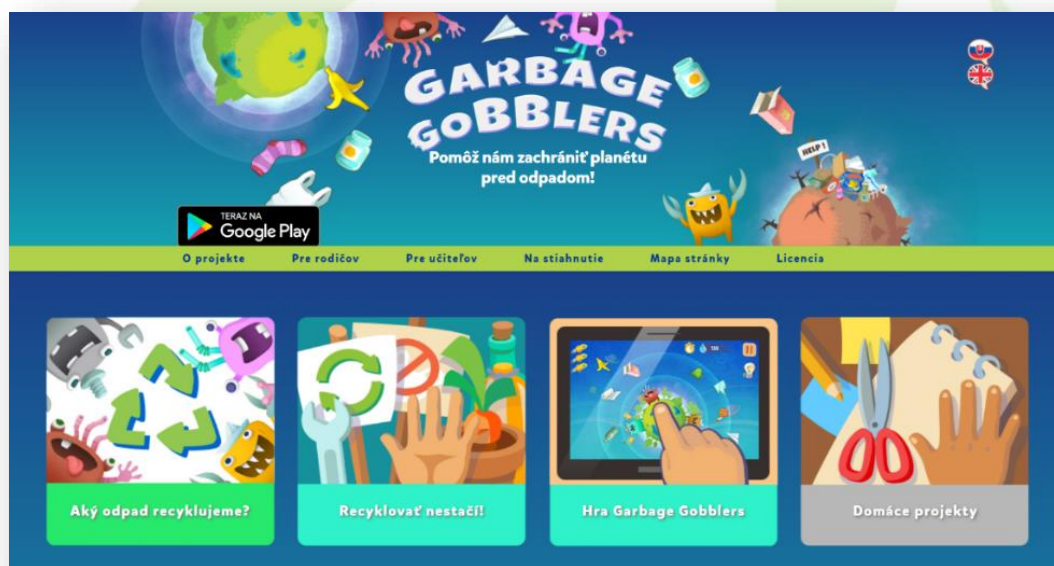 GARBAGE
GOBBLERS
Pomôž nám zachrániť planétu
pred odpadom!
HELP!
TERAZ NA
Google Play
O projekte
Pre rodičov
Pre učiteľov
Na stiahnutie
Mapa stránky
Licencia
Aký odpad recyklujeme?
Recyklovať nestačí!
Hra Garbage Gobblers
Domáce projekty